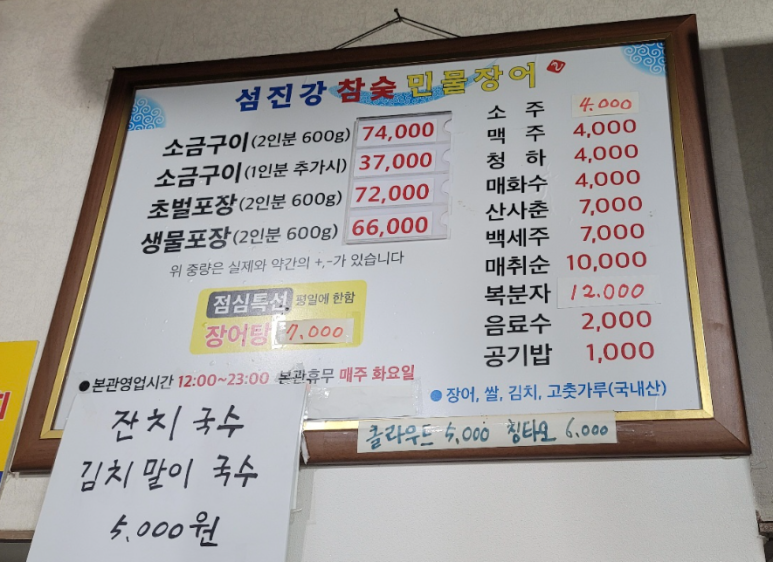 섬진강 참숯 민물장어
소금구이(2인분 600g) 74,000
소금구이(1인분 추가시) 37,000
초벌포장(2인분 600g) 72,000
생물포장(2인분 600g) 66,000
위 중량은 실제와 약간의 +,-가 있습니다
점심특선 평일에 한함
장어탕 7,000
●본관영업시간 12:00~23:00 본관휴무 매주 화요일
소 주 4.000
맥 주 4,000
청 하 4,000
매화수 4,000
산사춘 7,000
백세주 7,000
매취순 10,000
복분자 12.000
음료수 2,000
공기밥 1,000
●장어, 쌀, 김치, 고춧가루(국내산)
클라우드 5,000 칭타오 6,000
잔치 국수
김치말이 국수
5,000원